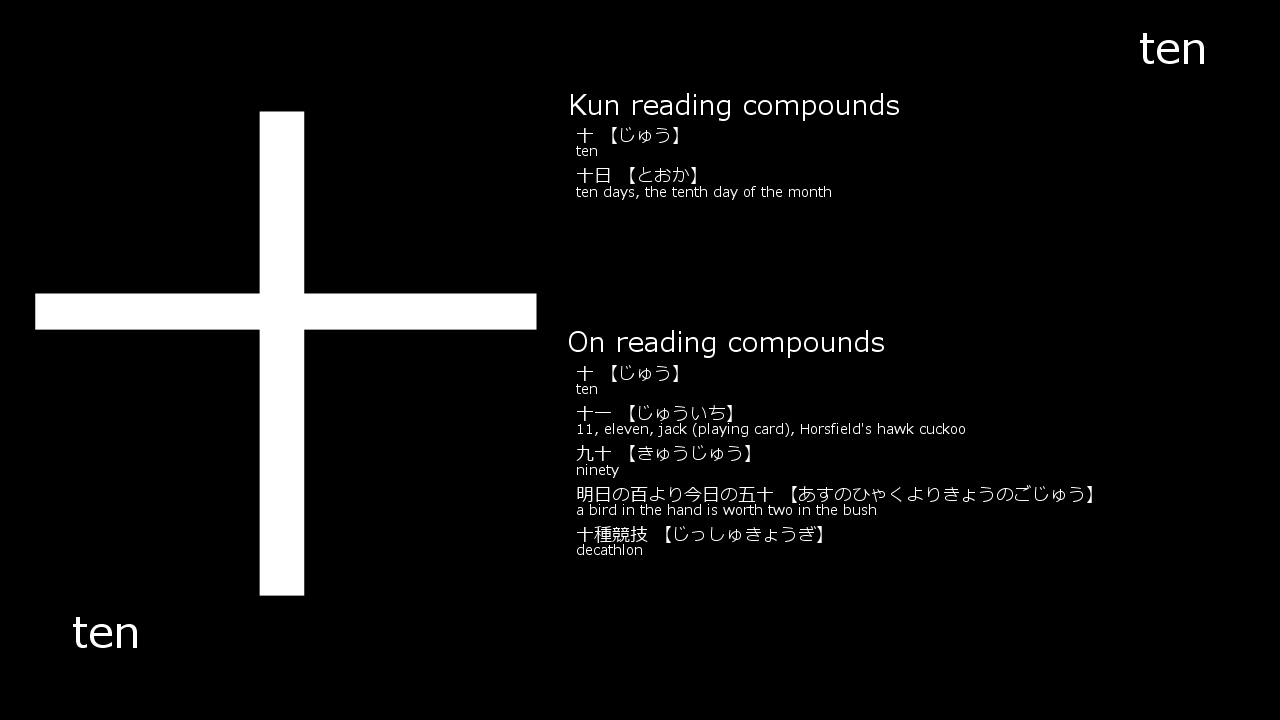 ten
十
Kun reading compounds
十 【じゅう】
ten
十日 【とおか】
ten days, the tenth day of the month
On reading compounds
十 【じゅう】
ten
十一 【じゅういち】
11, eleven, jack (playing card), Horsfield's hawk cuckoo
九十 【きゅうじゅう】
ninety
明日の百より今日の五十 【あすのひゃくよりきょうのごじゅう】
a bird in the hand is worth two in the bush
十種競技 【じっしゅきょうぎ】
decathlon
ten